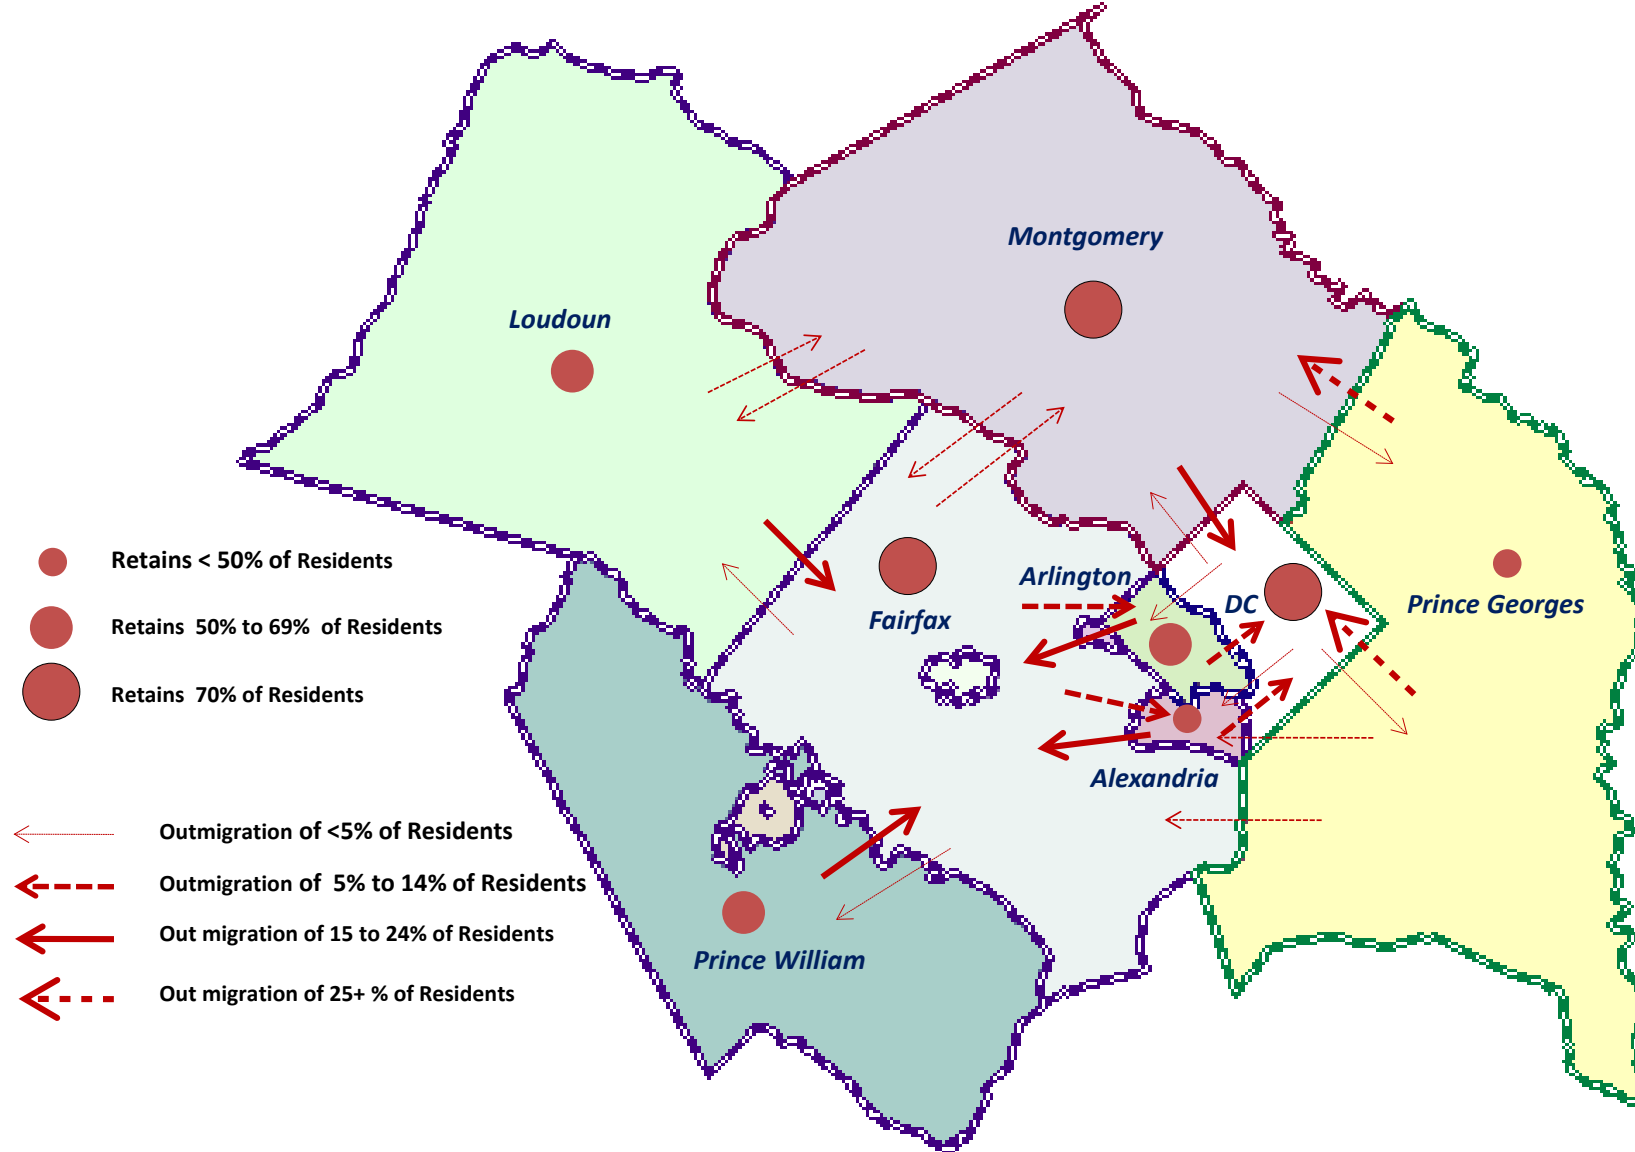 Montgomery
Loudoun
Retains < 50% of Residents
Arlington
DC
Prince Georges
Fairfax
Retains 50% to 69% of Residents
Retains 70% of Residents
Alexandria
Outmigration of <5% of Residents
Outmigration of 5% to 14% of Residents
Out migration of 15 to 24% of Residents
Prince William
Out migration of 25+ % of Residents